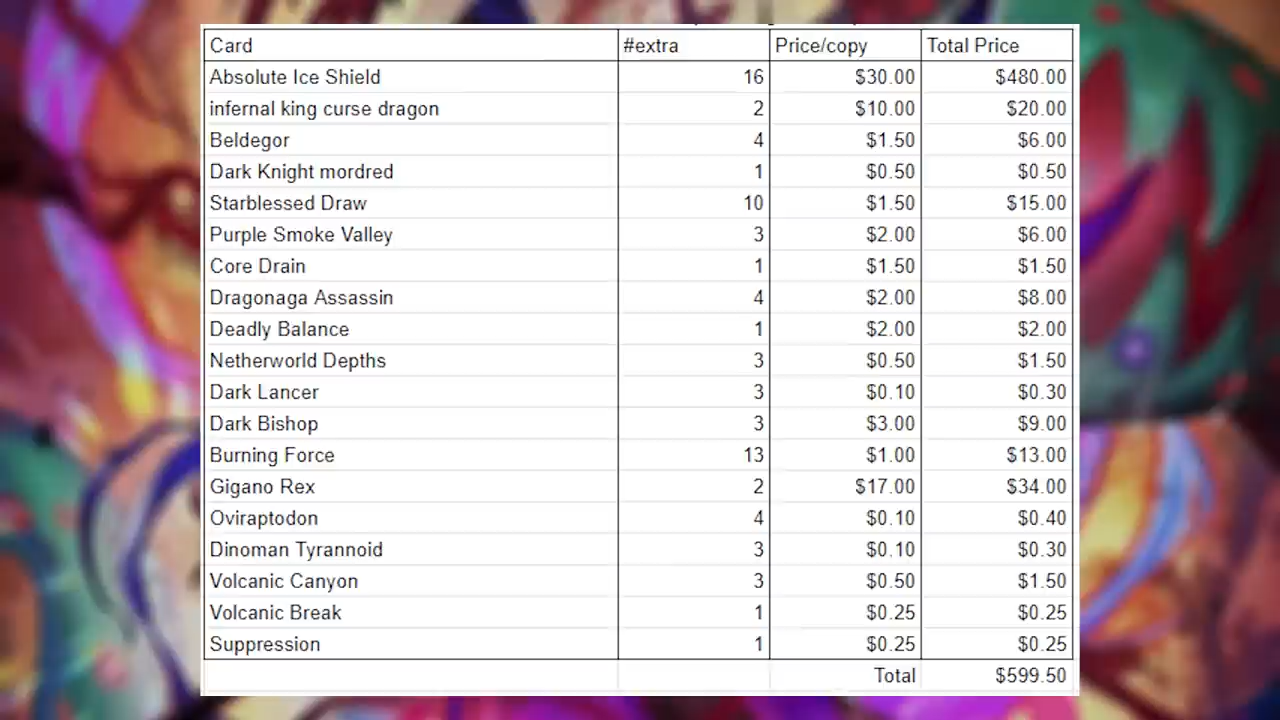 Card #extra Price/copy Total Price
Absolute Ice Shield 16 $30.00 $480.00
infernal king curse dragon 2 $10.00 $20.00
Beldegor 4 $1.50 $6.00
Dark Knight mordred 1 $0.50 $0.50
Starblessed Draw 10 $1.50 $15.00
Purple Smoke Valley 3 $2.00 $6.00
Core Drain 1 $1.50 $1.50
Dragonaga Assassin 4 $2.00 $8.00
Deadly Balance 1 $2.00 $2.00
Netherworld Depths 3 $0.50 $1.50
Dark Lancer 3 $0.10 $0.30
Dark Bishop 3 $3.00 $9.00
Burning Force 13 $1.00 $13.00
Gigano Rex 2 $17.00 $34.00
Oviraptodon 4 $0.10 $0.40
Dinoman Tyrannoid 3 $0.10 $0.30
Volcanic Canyon 3 $0.50 $1.50
Volcanic Break 1 $0.25 $0.25
Suppression 1 $0.25 $0.25
Total $599.50